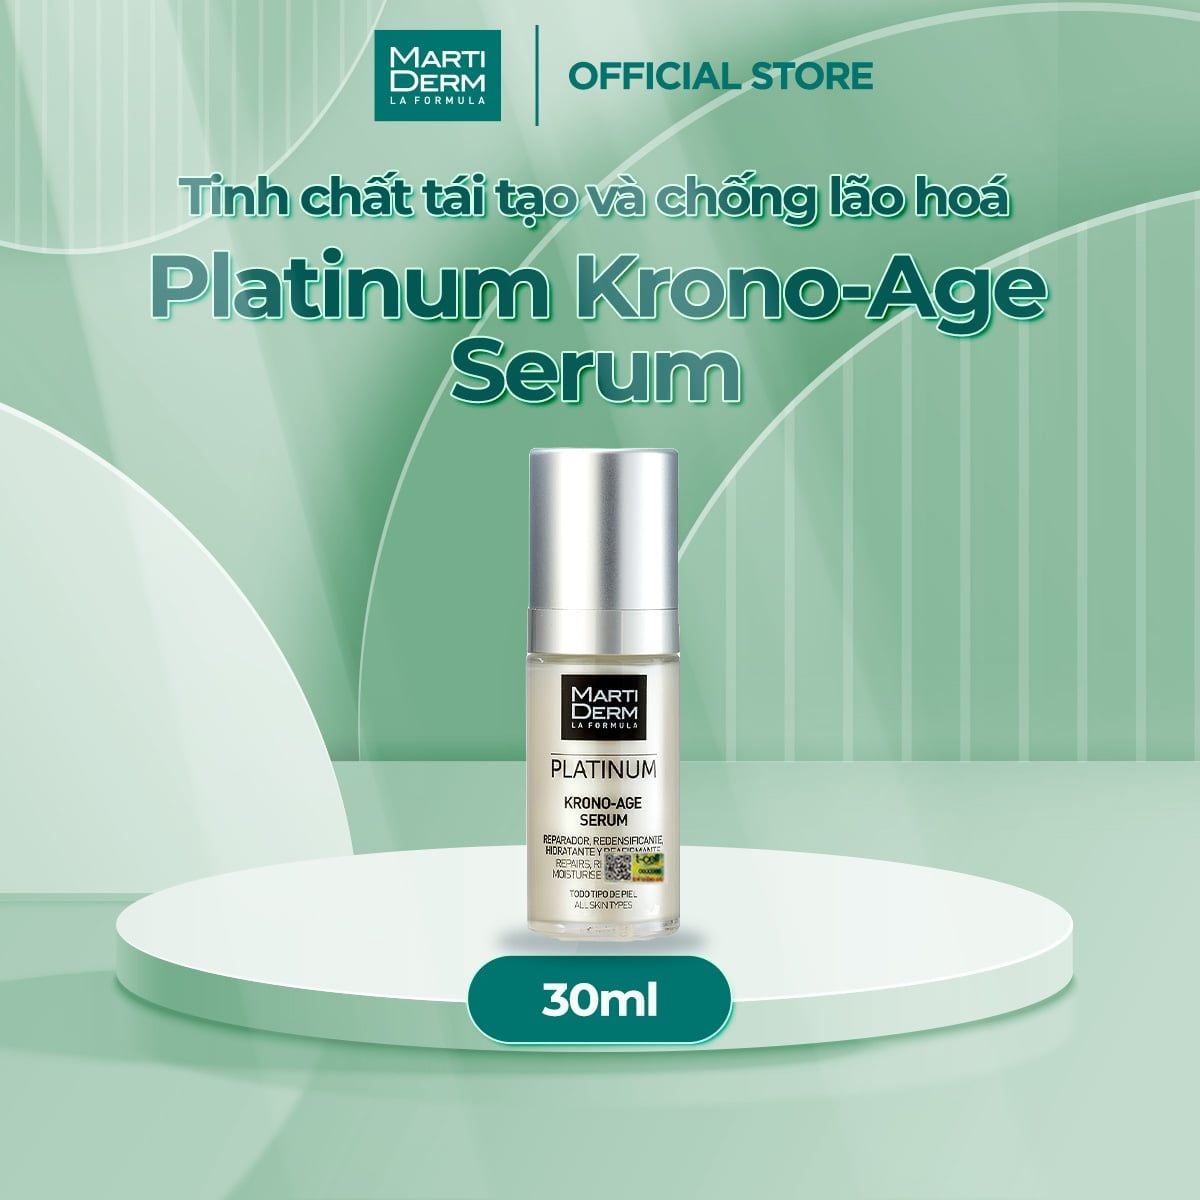 MARTI
DERM
LA FORMULA
OFFICIAL STORE
Tinh chất tái tạo và chống lão hoá
Platinum Krono-Age
Serum
MARTI
DERM
LA FORMULA
PLATINUM
KRONO-AGE
SERUM
REPARADOR, REDENSIFICANTE,
HIDRATANTE Y REAFIRMANTE
REPAIRS,
MOISTURISE
TODO TIPO DE PIEL
ALL SKIN TYPES
30ml